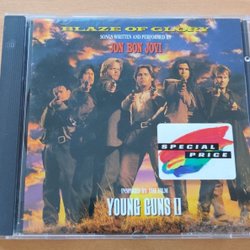 BLAZE OF GLORY
SONGS WRITTEN AND PERFORMED BY
JON BON JOVI
SPECIAL
PRICE
INSPIRED BY THE FILM
YOUNG GUNS II